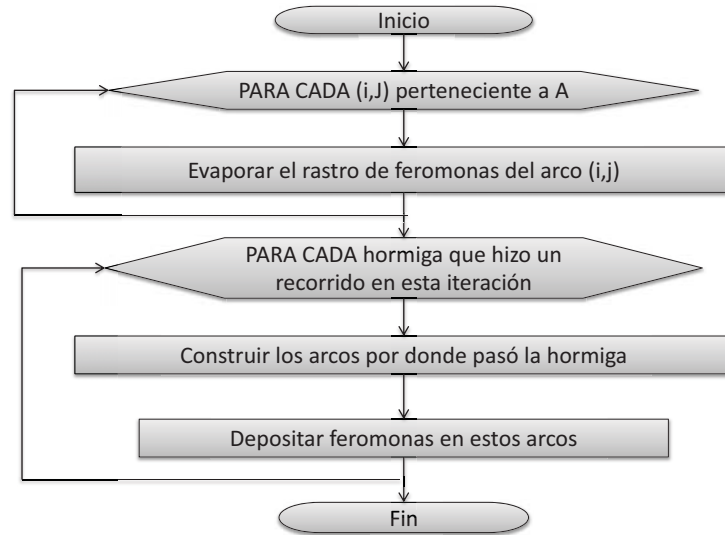 Inicio
PARA CADA (i,J) perteneciente a A
Evaporar el rastro de feromonas del arco (i,j)
PARA CADA hormiga que hizo un
recorrido en esta iteración
Construir los arcos por donde pasó la hormiga
Depositar feromonas en estos arcos
Fin